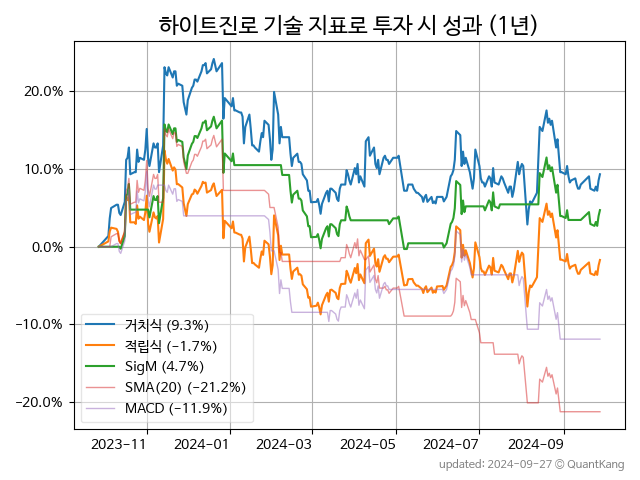 하이트진로 기술 지표로 투자 시 성과 (1년)
20.0%
10.0%
0.0%
−10.0%
−20.0%
거치식 (9.3%)
적립식 (−1.7%)
SigM (4.7%)
SMA(20) (−21.2%)
MACD (−11.9%)
2023−11 2024−01 2024−03 2024−05 2024−07 2024−09
updated: 2024−09−27 © QuantKang